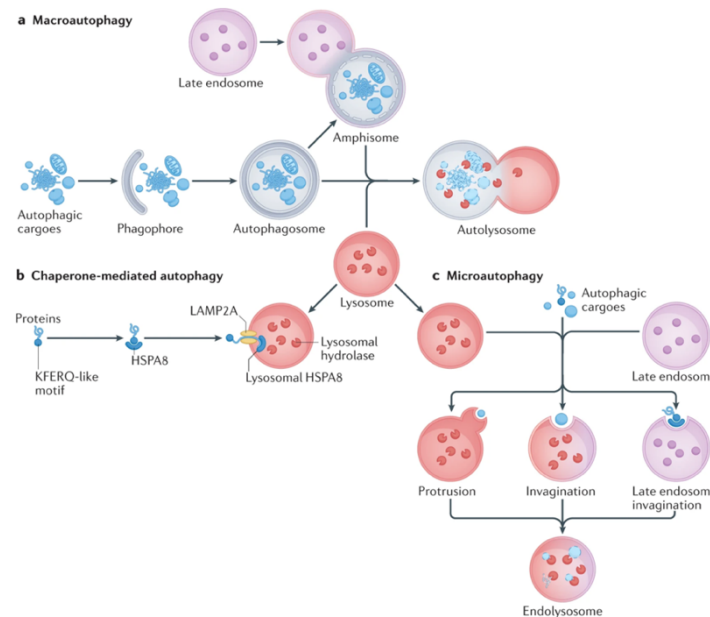 a Macroautophagy
Late endosome
Amphisome
Autophagic
cargoes
Phagophore
Autophagosome
Autolysosome
Lysosome
b Chaperone-mediated autophagy
Proteins
KFERQ-like
motif
HSPA8
LAMP2A
Lysosomal
hydrolase
Lysosomal HSPA8
c Microautophagy
Autophagic
cargoes
Late endosom
Protrusion
Invagination
Late endosom
invagination
Endolysosome